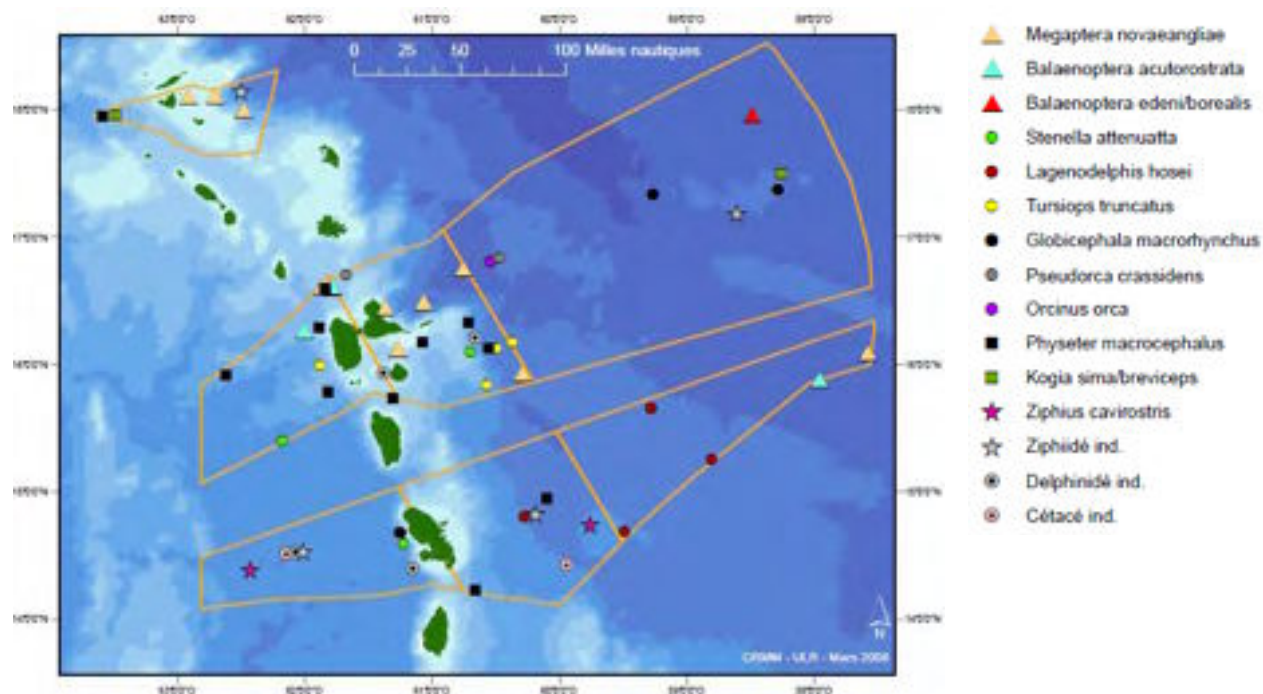 0 25 50 100 Milles nautiques
Megaptera novaeangliae
Balaenoptera acutorostrata
Balaenoptera edeni/borealis
Stenella attenuatta
Lagenodelphis hosei
Tursiops truncatus
Globicephala macrorhynchus
Pseudorca crassidens
Orcinus orca
Physeter macrocephalus
Kogia sima/breviceps
Ziphius cavirostris
Ziphiidé ind.
Delphinidé ind.
Cétacé ind.
N
CRMM - ULR - Mars 2008